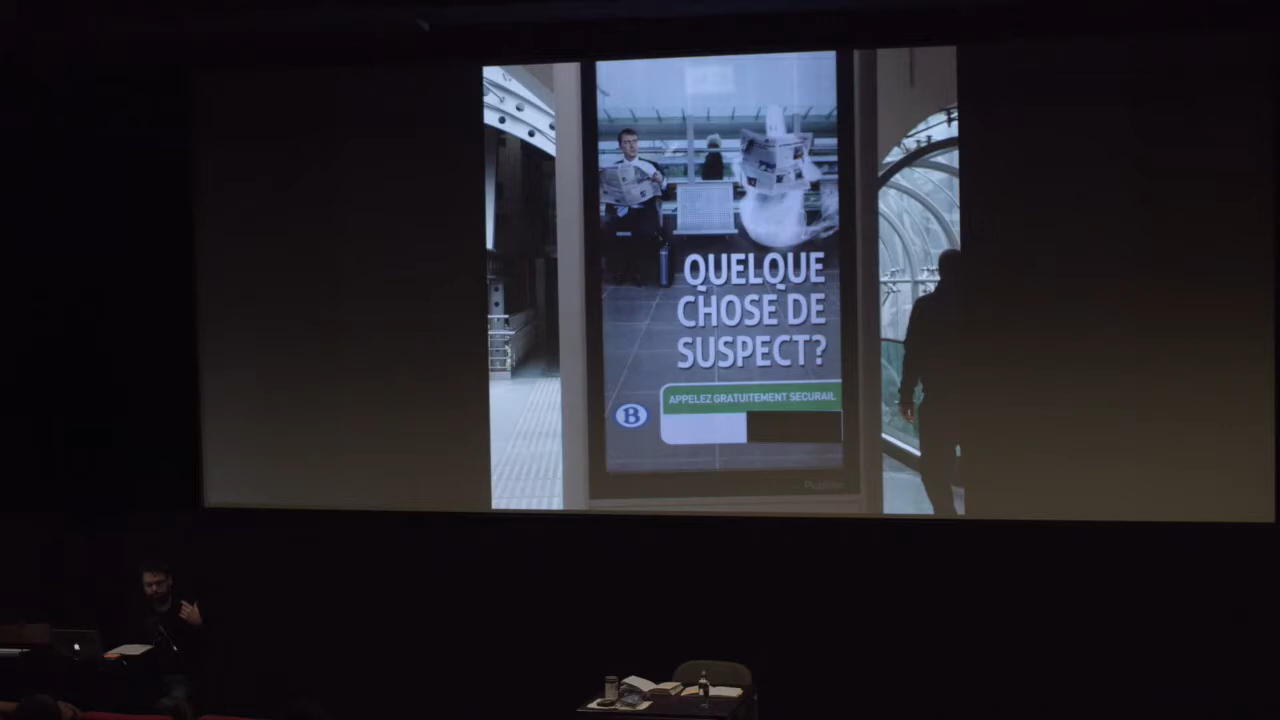 QUELQUE
CHOSE DE
SUSPECT?
APPELEZ GRATUITEMENT SECURAIL
B